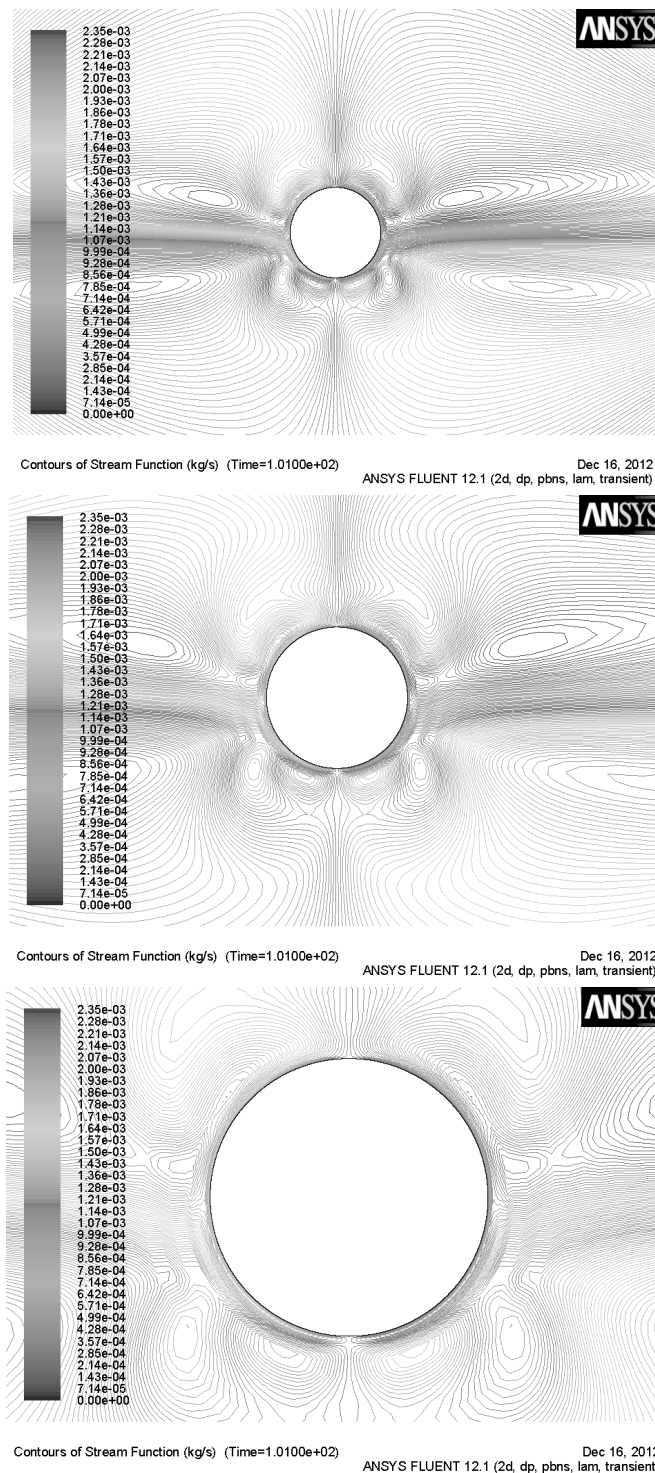 ANSYS
2.35e-03
2.28e-03
2.21e-03
2.14e-03
2.07e-03
2.00e-03
1.93e-03
1.86e-03
1.78e-03
1.71e-03
1.64e-03
1.57e-03
1.50e-03
1.43e-03
1.36e-03
1.28e-03
1.21e-03
1.14e-03
1.07e-03
9.99e-04
9.28e-04
8.56e-04
7.85e-04
7.14e-04
6.42e-04
5.71e-04
4.99e-04
4.28e-04
3.57e-04
2.85e-04
2.14e-04
1.43e-04
7.14e-05
0.00e+00
Contours of Stream Function (kg/s) (Time=1.0100e+02)
Dec 16, 2012
ANSYS FLUENT 12.1 (2d, dp, pbns, lam, transient)
ANSYS
2.35e-03
2.28e-03
2.21e-03
2.14e-03
2.07e-03
2.00e-03
1.93e-03
1.86e-03
1.78e-03
1.71e-03
1.64e-03
1.57e-03
1.50e-03
1.43e-03
1.36e-03
1.28e-03
1.21e-03
1.14e-03
1.07e-03
9.99e-04
9.28e-04
8.56e-04
7.85e-04
7.14e-04
6.42e-04
5.71e-04
4.99e-04
4.28e-04
3.57e-04
2.85e-04
2.14e-04
1.43e-04
7.14e-05
0.00e+00
Contours of Stream Function (kg/s) (Time=1.0100e+02)
Dec 16, 2012
ANSYS FLUENT 12.1 (2d, dp, pbns, lam, transient)
ANSYS
2.35e-03
2.28e-03
2.21e-03
2.14e-03
2.07e-03
2.00e-03
1.93e-03
1.86e-03
1.78e-03
1.71e-03
1.64e-03
1.57e-03
1.50e-03
1.43e-03
1.36e-03
1.28e-03
1.21e-03
1.14e-03
1.07e-03
9.99e-04
9.28e-04
8.56e-04
7.85e-04
7.14e-04
6.42e-04
5.71e-04
4.99e-04
4.28e-04
3.57e-04
2.85e-04
2.14e-04
1.43e-04
7.14e-05
0.00e+00
Contours of Stream Function (kg/s) (Time=1.0100e+02)
Dec 16, 2012
ANSYS FLUENT 12.1 (2d, dp, pbns, lam, transient